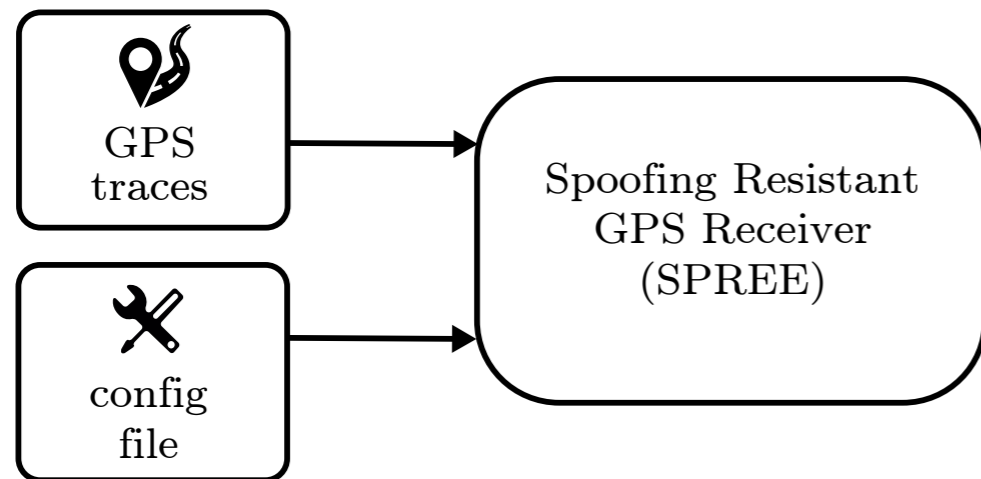 GPS
traces
config
file
Spoofing Resistant
GPS Receiver
(SPREE)